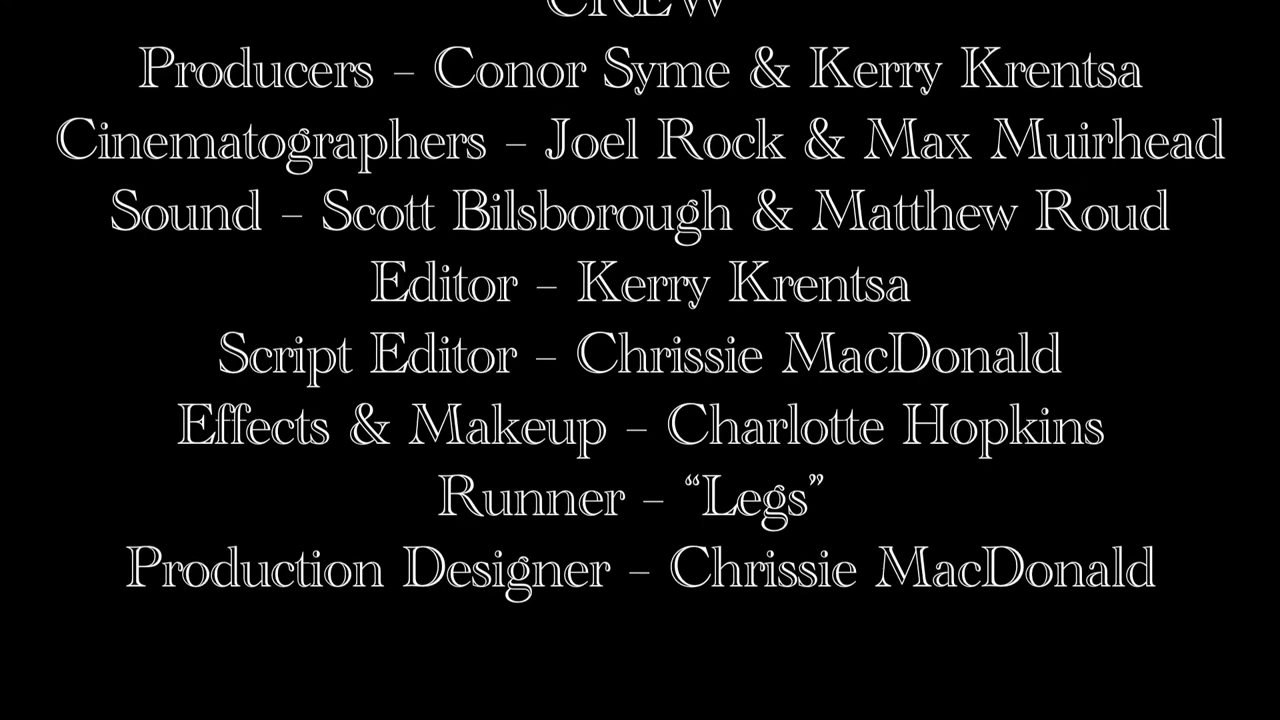 CREW
Producers – Conor Syme & Kerry Krentsa
Cinematographers – Joel Rock & Max Muirhead
Sound – Scott Bilsborough & Matthew Roud
Editor – Kerry Krentsa
Script Editor – Chrissie MacDonald
Effects & Makeup – Charlotte Hopkins
Runner – “Legs”
Production Designer – Chrissie MacDonald